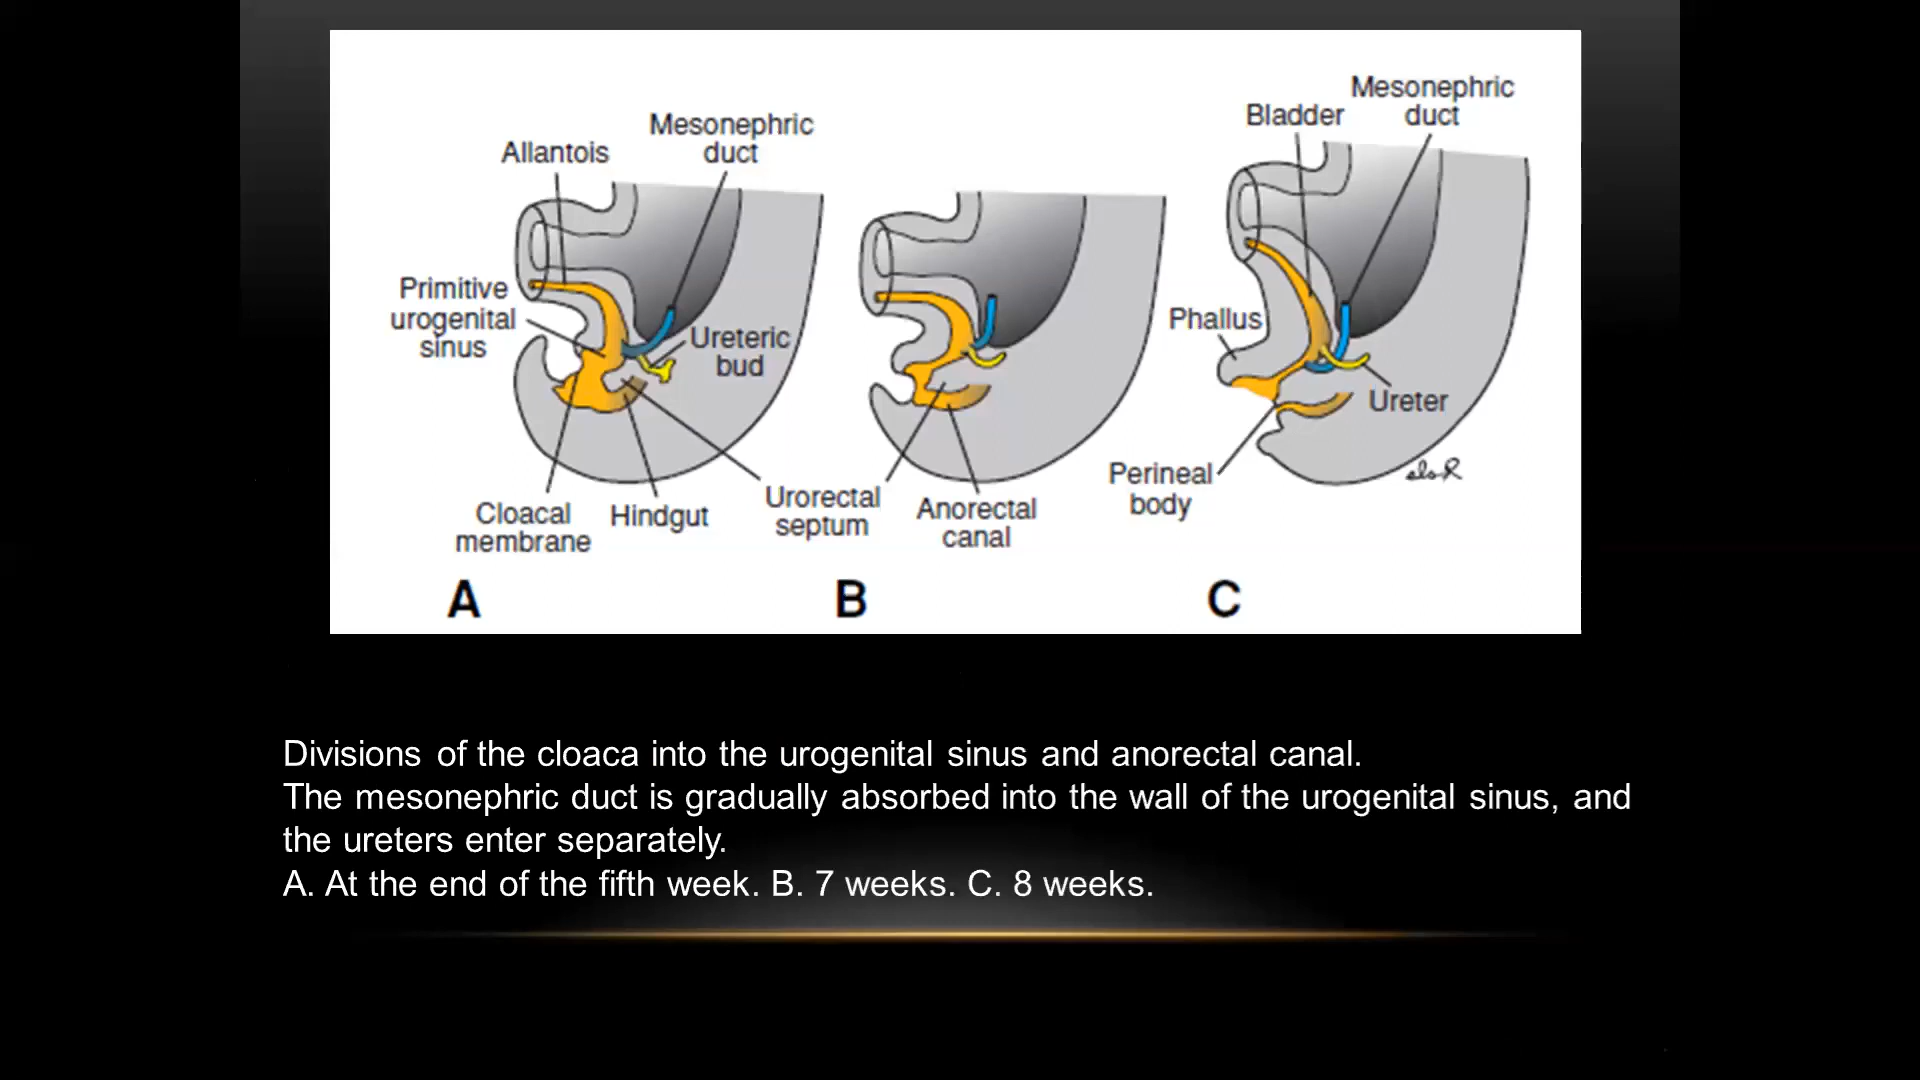 Mesonephric
duct
Bladder
Mesonephric
duct
Allantois
Primitive
urogenital
sinus
Ureteric
bud
Phallus
Ureter
Cloacal
membrane
Hindgut
Urorectal
septum
Anorectal
canal
Perineal
body
A
B
C
Divisions of the cloaca into the urogenital sinus and anorectal canal.
The mesonephric duct is gradually absorbed into the wall of the urogenital sinus, and
the ureters enter separately.
A. At the end of the fifth week. B. 7 weeks. C. 8 weeks.